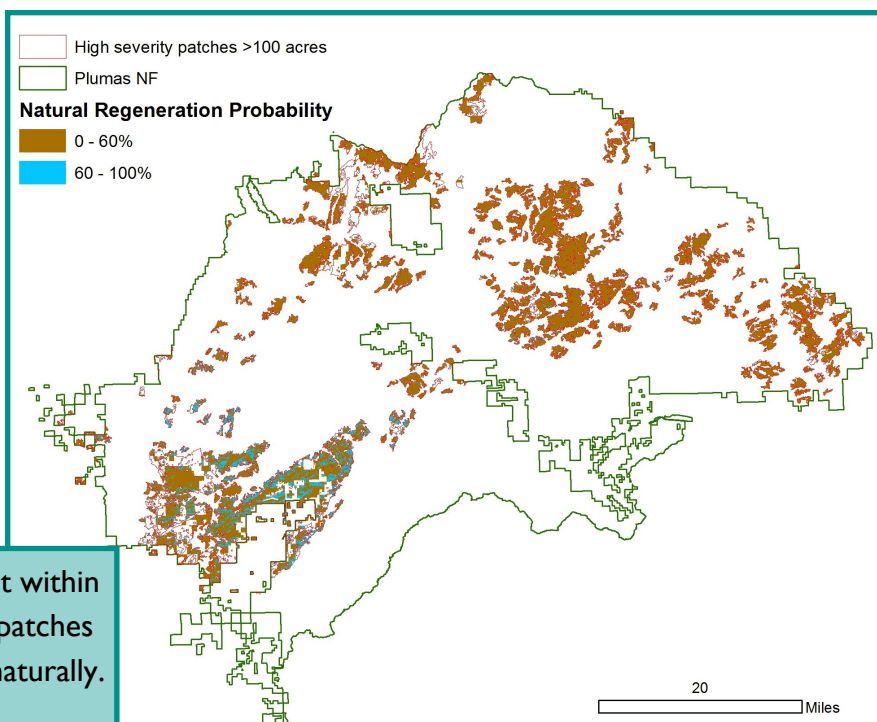 High severity patches >100 acres
Plumas NF
Natural Regeneration Probability
0 - 60%
60 - 100%
t within
patches
naturally.
20
Miles